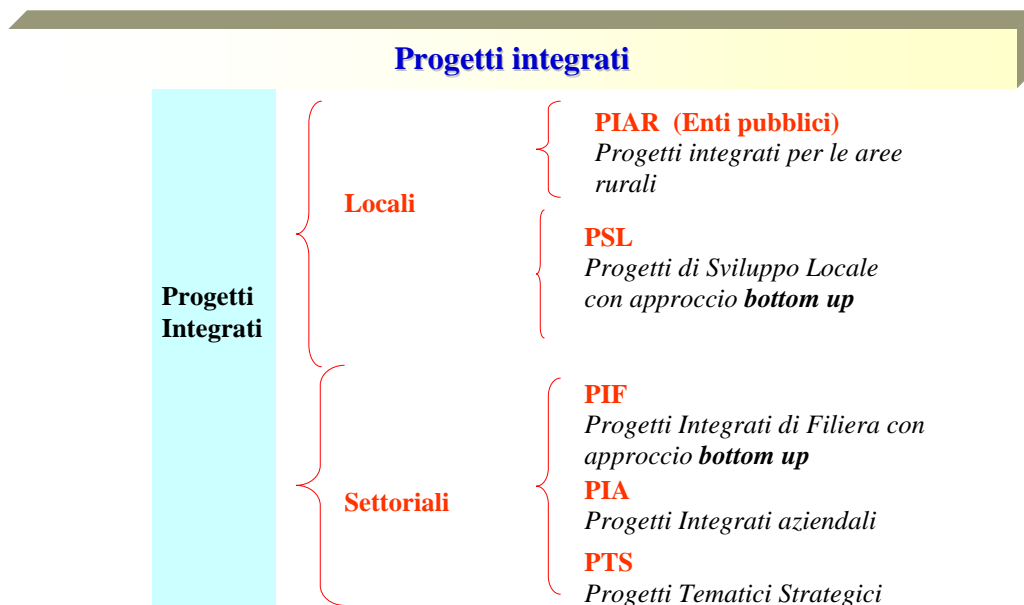 Progetti integrati
Progetti
Integrati
Locali
PIAR (Enti pubblici)
Progetti integrati per le aree
rurali
PSL
Progetti di Sviluppo Locale
con approccio bottom up
Settoriali
PIF
Progetti Integrati di Filiera con
approccio bottom up
PIA
Progetti Integrati aziendali
PTS
Progetti Tematici Strategici